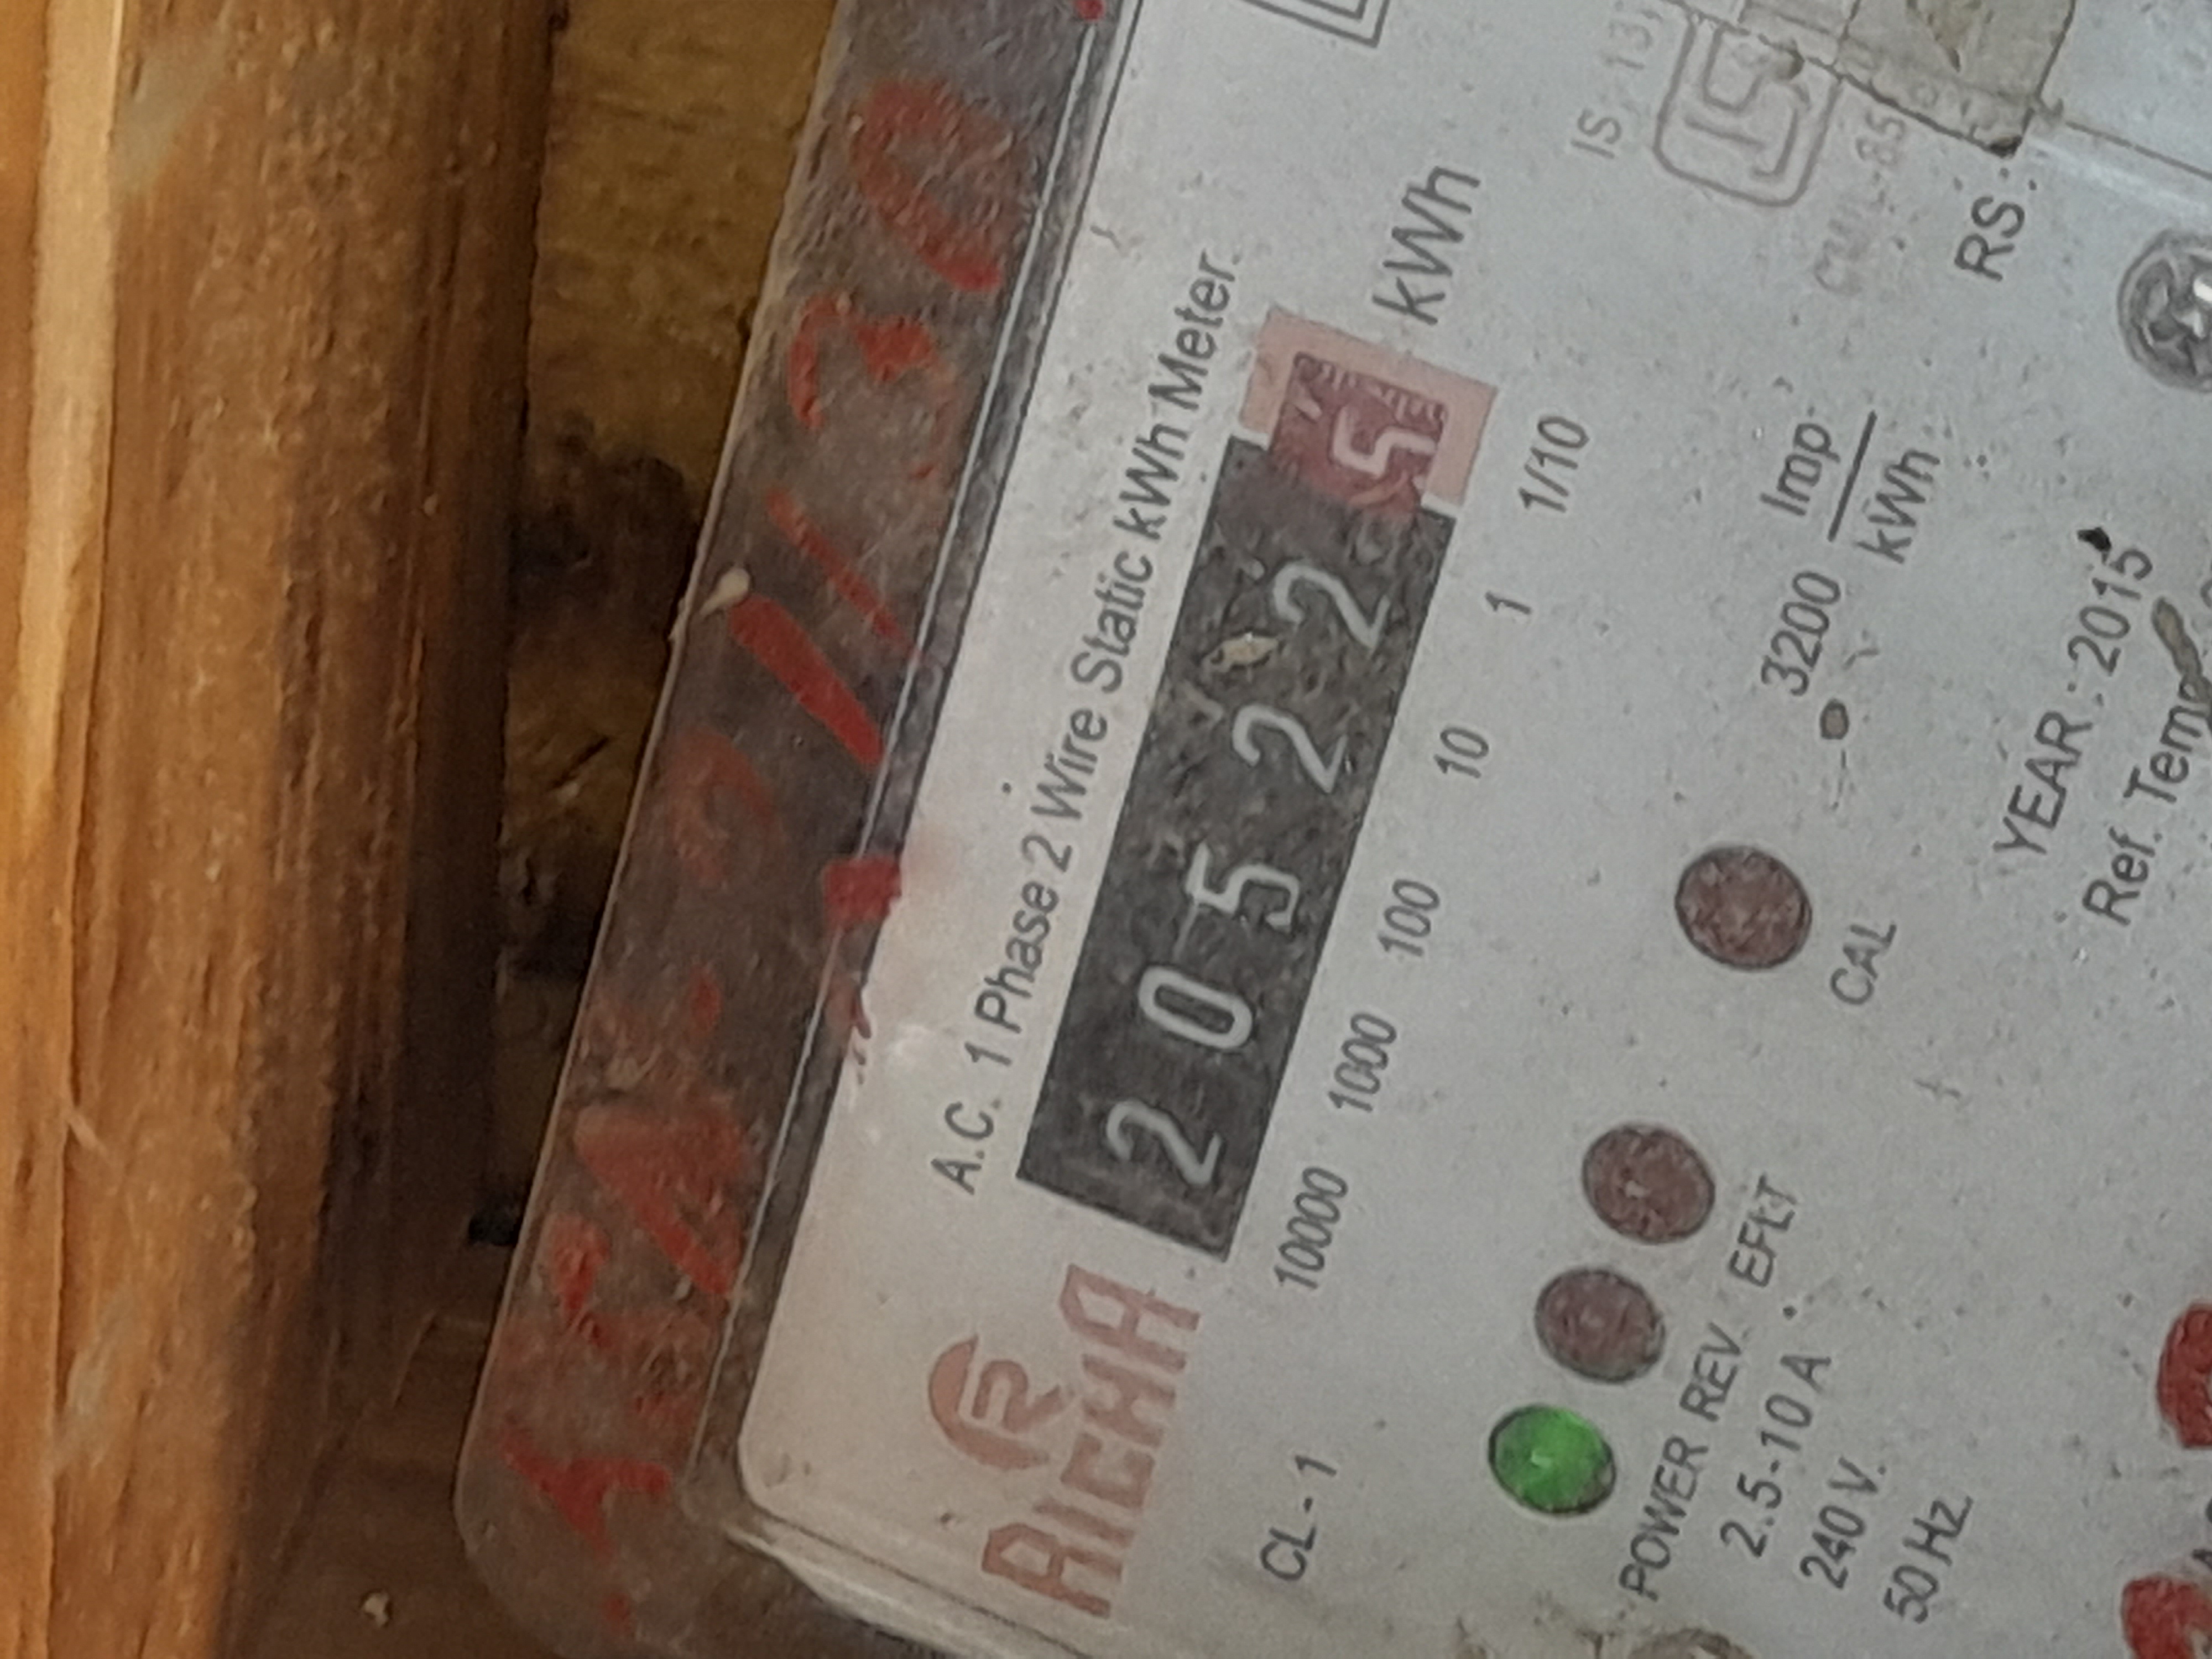 A.C. 1 Phase 2 Wire Static kWh Meter
RICHA
2 0 5 2 2 5 kWh
10000 1000 100 10 1 1/10
CL-1
3200 Imp
kWh
CAL
POWER REV EFLT
2.5-10 A
240 V.
50 Hz
YEAR : 2015
Ref. Temp
RS.
IS 13